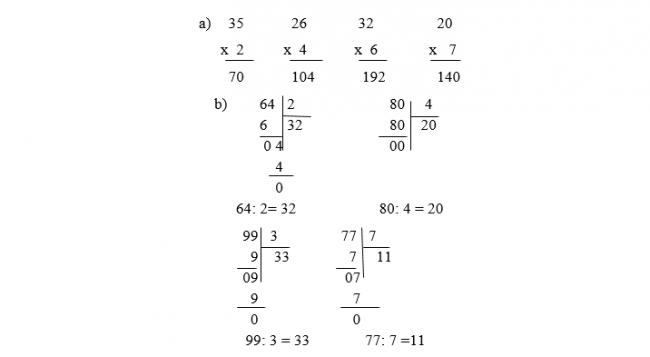 a) 35 26 32 20
x 2 x 4 x 6 x 7
70 104 192 140
b) 64 2 80 4
6 32 80 20
0 4 00
4
0
64: 2= 32 80: 4 = 20
99 3 77 7
9 33 7 11
09 07
9 7
0 0
99: 3 = 33 77: 7 =11